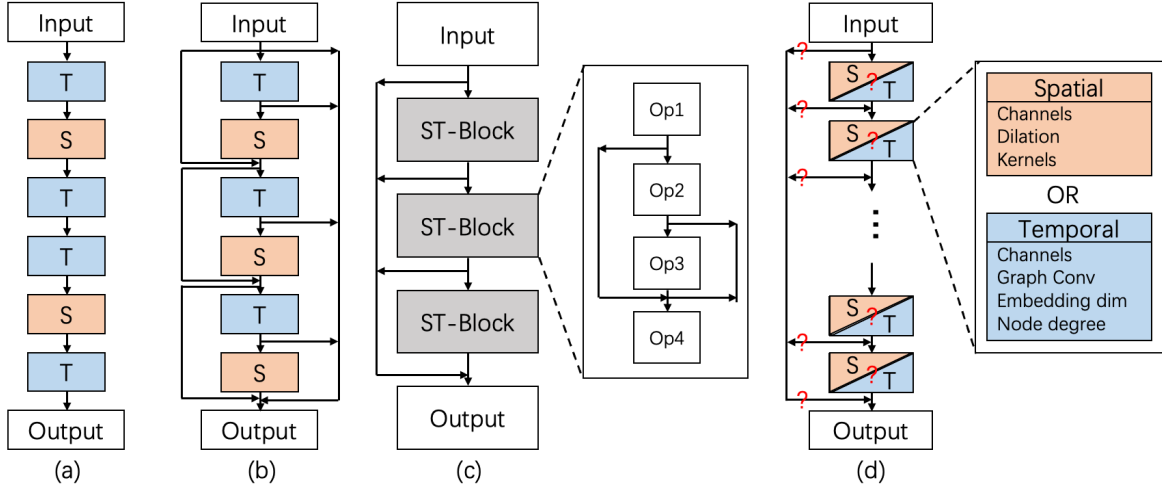 Input
T
S
T
T
S
T
Output
(a)
Input
T
S
T
S
T
S
Output
(b)
Input
ST-Block
ST-Block
ST-Block
Output
(c)
Op1
Op2
Op3
Op4
Input
?
S ? T
?
S ? T
?
S ? T
?
S ? T
?
Output
(d)
Spatial
Channels
Dilation
Kernels
OR
Temporal
Channels
Graph Conv
Embedding dim
Node degree